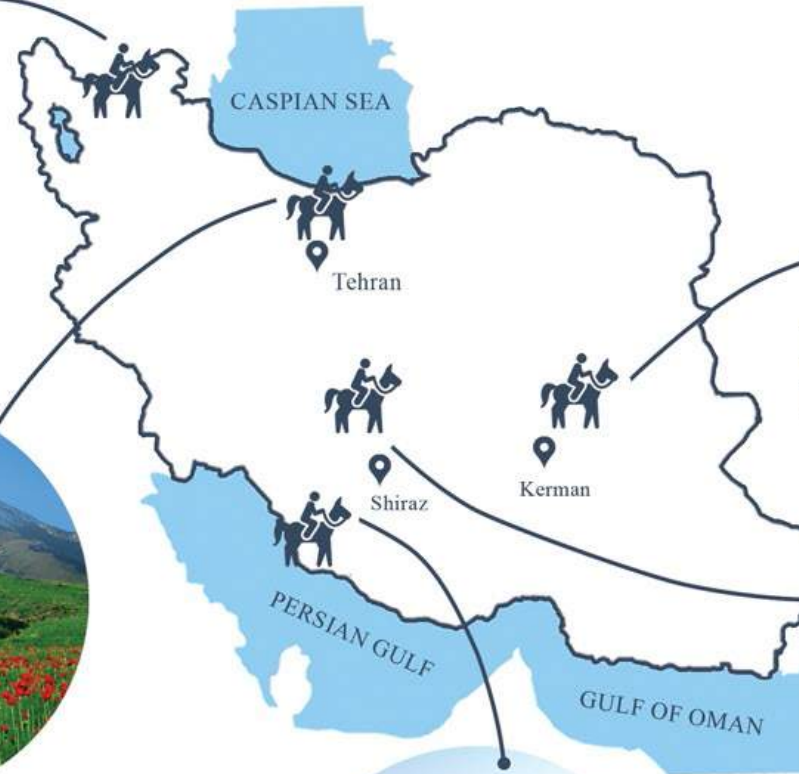 CASPIAN SEA
Tehran
Shiraz
Kerman
PERSIAN GULF
GULF OF OMAN